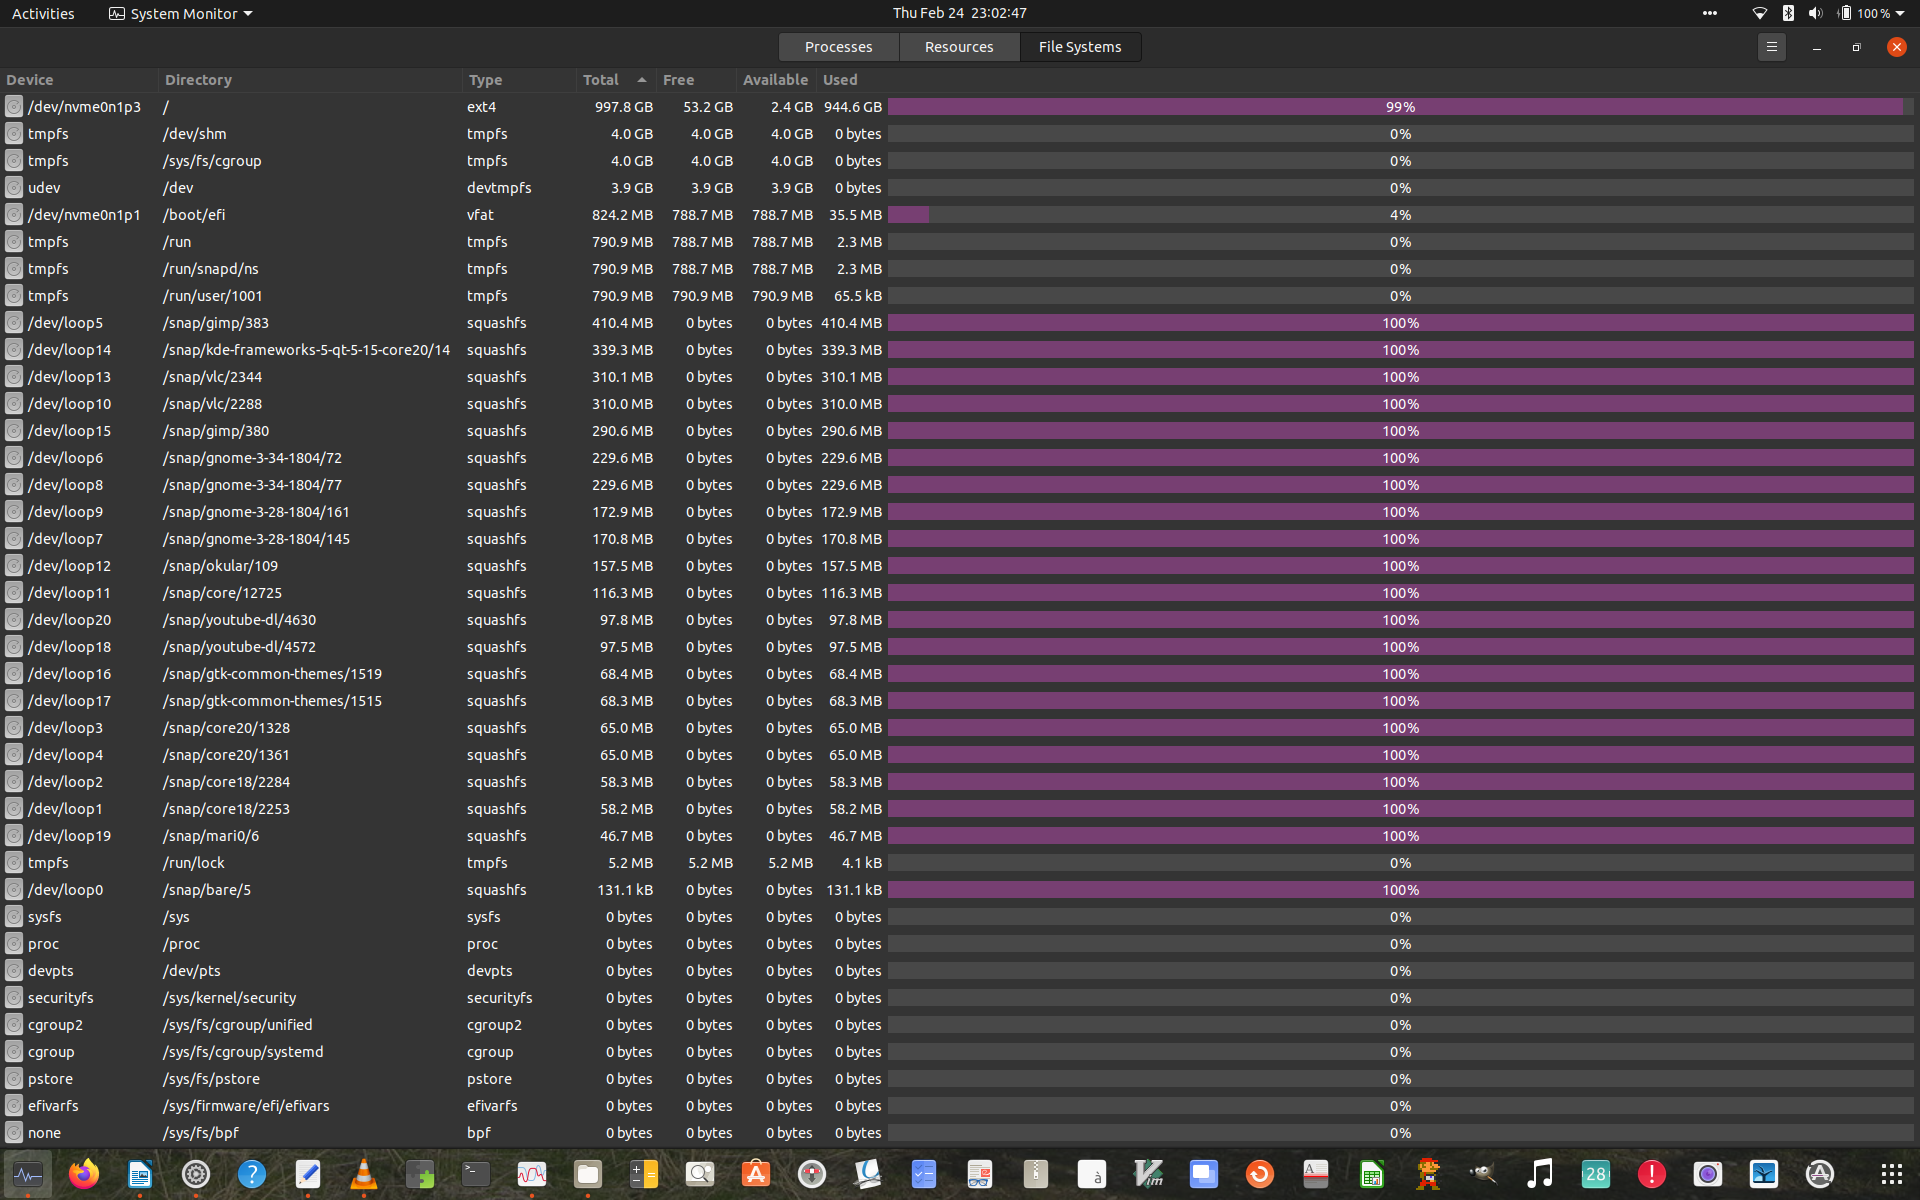 Activities System Monitor Thu Feb 24 23:02:47 100 %
Processes Resources File Systems
Device Directory Type Total Free Available Used
/dev/nvme0n1p3 / ext4 997.8 GB 53.2 GB 2.4 GB 944.6 GB 99%
tmpfs /dev/shm tmpfs 4.0 GB 4.0 GB 4.0 GB 0 bytes 0%
tmpfs /sys/fs/cgroup tmpfs 4.0 GB 4.0 GB 4.0 GB 0 bytes 0%
udev /dev devtmpfs 3.9 GB 3.9 GB 3.9 GB 0 bytes 0%
/dev/nvme0n1p1 /boot/efi vfat 824.2 MB 788.7 MB 788.7 MB 35.5 MB 4%
tmpfs /run tmpfs 790.9 MB 788.7 MB 788.7 MB 2.3 MB 0%
tmpfs /run/snapd/ns tmpfs 790.9 MB 788.7 MB 788.7 MB 2.3 MB 0%
tmpfs /run/user/1001 tmpfs 790.9 MB 790.9 MB 790.9 MB 65.5 kB 0%
/dev/loop5 /snap/gimp/383 squashfs 410.4 MB 0 bytes 0 bytes 410.4 MB 100%
/dev/loop14 /snap/kde-frameworks-5-qt-5-15-core20/14 squashfs 339.3 MB 0 bytes 0 bytes 339.3 MB 100%
/dev/loop13 /snap/vlc/2344 squashfs 310.1 MB 0 bytes 0 bytes 310.1 MB 100%
/dev/loop10 /snap/vlc/2288 squashfs 310.0 MB 0 bytes 0 bytes 310.0 MB 100%
/dev/loop15 /snap/gimp/380 squashfs 290.6 MB 0 bytes 0 bytes 290.6 MB 100%
/dev/loop6 /snap/gnome-3-34-1804/72 squashfs 229.6 MB 0 bytes 0 bytes 229.6 MB 100%
/dev/loop8 /snap/gnome-3-34-1804/77 squashfs 229.6 MB 0 bytes 0 bytes 229.6 MB 100%
/dev/loop9 /snap/gnome-3-28-1804/161 squashfs 172.9 MB 0 bytes 0 bytes 172.9 MB 100%
/dev/loop7 /snap/gnome-3-28-1804/145 squashfs 170.8 MB 0 bytes 0 bytes 170.8 MB 100%
/dev/loop12 /snap/okular/109 squashfs 157.5 MB 0 bytes 0 bytes 157.5 MB 100%
/dev/loop11 /snap/core/12725 squashfs 116.3 MB 0 bytes 0 bytes 116.3 MB 100%
/dev/loop20 /snap/youtube-dl/4630 squashfs 97.8 MB 0 bytes 0 bytes 97.8 MB 100%
/dev/loop18 /snap/youtube-dl/4572 squashfs 97.5 MB 0 bytes 0 bytes 97.5 MB 100%
/dev/loop16 /snap/gtk-common-themes/1519 squashfs 68.4 MB 0 bytes 0 bytes 68.4 MB 100%
/dev/loop17 /snap/gtk-common-themes/1515 squashfs 68.3 MB 0 bytes 0 bytes 68.3 MB 100%
/dev/loop3 /snap/core20/1328 squashfs 65.0 MB 0 bytes 0 bytes 65.0 MB 100%
/dev/loop4 /snap/core20/1361 squashfs 65.0 MB 0 bytes 0 bytes 65.0 MB 100%
/dev/loop2 /snap/core18/2284 squashfs 58.3 MB 0 bytes 0 bytes 58.3 MB 100%
/dev/loop1 /snap/core18/2253 squashfs 58.2 MB 0 bytes 0 bytes 58.2 MB 100%
/dev/loop19 /snap/mari0/6 squashfs 46.7 MB 0 bytes 0 bytes 46.7 MB 100%
tmpfs /run/lock tmpfs 5.2 MB 5.2 MB 5.2 MB 4.1 kB 0%
/dev/loop0 /snap/bare/5 squashfs 131.1 kB 0 bytes 0 bytes 131.1 kB 100%
sysfs /sys sysfs 0 bytes 0 bytes 0 bytes 0 bytes 0%
proc /proc proc 0 bytes 0 bytes 0 bytes 0 bytes 0%
devpts /dev/pts devpts 0 bytes 0 bytes 0 bytes 0 bytes 0%
securityfs /sys/kernel/security securityfs 0 bytes 0 bytes 0 bytes 0 bytes 0%
cgroup2 /sys/fs/cgroup/unified cgroup2 0 bytes 0 bytes 0 bytes 0 bytes 0%
cgroup /sys/fs/cgroup/systemd cgroup 0 bytes 0 bytes 0 bytes 0 bytes 0%
pstore /sys/fs/pstore pstore 0 bytes 0 bytes 0 bytes 0 bytes 0%
efivarfs /sys/firmware/efi/efivars efivarfs 0 bytes 0 bytes 0 bytes 0 bytes 0%
none /sys/fs/bpf bpf 0 bytes 0 bytes 0 bytes 0 bytes 0%
? >_ à Vim A 28 !